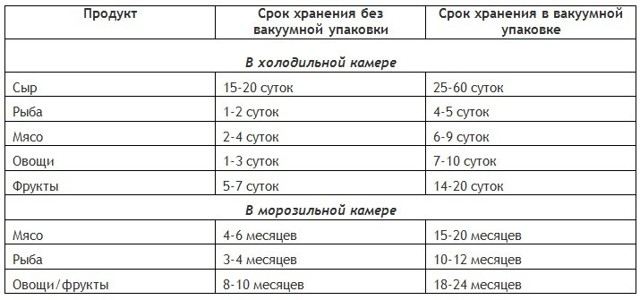 Продукт Срок хранения без вакуумной упаковки Срок хранения в вакуумной упаковке
В холодильной камере
Сыр 15-20 суток 25-60 суток
Рыба 1-2 суток 4-5 суток
Мясо 2-4 суток 6-9 суток
Овощи 1-3 суток 7-10 суток
Фрукты 5-7 суток 14-20 суток
В морозильной камере
Мясо 4-6 месяцев 15-20 месяцев
Рыба 3-4 месяцев 10-12 месяцев
Овощи/фрукты 8-10 месяцев 18-24 месяцев